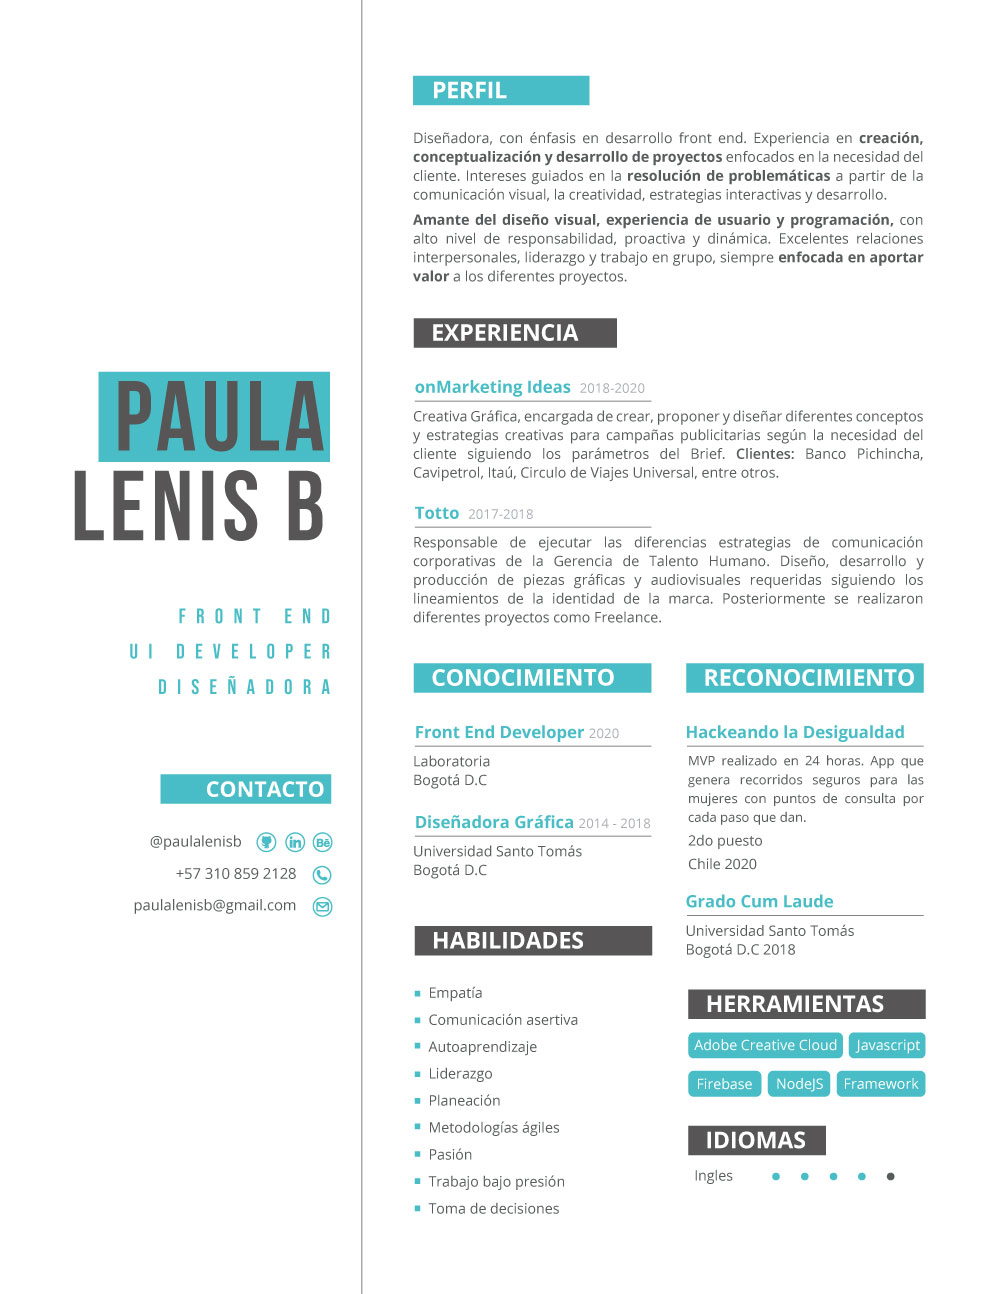 PAULA
LENIS B
FRONT END
UI DEVELOPER
DISEÑADORA
CONTACTO
@paulalenisb in Bē
+57 310 859 2128
paulalenisb@gmail.com
PERFIL
Diseñadora, con énfasis en desarrollo front end. Experiencia en creación,
conceptualización y desarrollo de proyectos enfocados en la necesidad del
cliente. Intereses guiados en la resolución de problemáticas a partir de la
comunicación visual, la creatividad, estrategias interactivas y desarrollo.
Amante del diseño visual, experiencia de usuario y programación, con
alto nivel de responsabilidad, proactiva y dinámica. Excelentes relaciones
interpersonales, liderazgo y trabajo en grupo, siempre enfocada en aportar
valor a los diferentes proyectos.
EXPERIENCIA
onMarketing Ideas 2018-2020
Creativa Gráfica, encargada de crear, proponer y diseñar diferentes conceptos
y estrategias creativas para campañas publicitarias según la necesidad del
cliente siguiendo los parámetros del Brief. Clientes: Banco Pichincha,
Cavipetrol, Itaú, Circulo de Viajes Universal, entre otros.
Totto 2017-2018
Responsable de ejecutar las diferencias estrategias de comunicación
corporativas de la Gerencia de Talento Humano. Diseño, desarrollo y
producción de piezas gráficas y audiovisuales requeridas siguiendo los
lineamientos de la identidad de la marca. Posteriormente se realizaron
diferentes proyectos como Freelance.
CONOCIMIENTO
Front End Developer 2020
Laboratoria
Bogotá D.C
Diseñadora Gráfica 2014 - 2018
Universidad Santo Tomás
Bogotá D.C
HABILIDADES
Empatía
Comunicación asertiva
Autoaprendizaje
Liderazgo
Planeación
Metodologías ágiles
Pasión
Trabajo bajo presión
Toma de decisiones
RECONOCIMIENTO
Hackeando la Desigualdad
MVP realizado en 24 horas. App que
genera recorridos seguros para las
mujeres con puntos de consulta por
cada paso que dan.
2do puesto
Chile 2020
Grado Cum Laude
Universidad Santo Tomás
Bogotá D.C 2018
HERRAMIENTAS
Adobe Creative Cloud Javascript
Firebase NodeJS Framework
IDIOMAS
Ingles